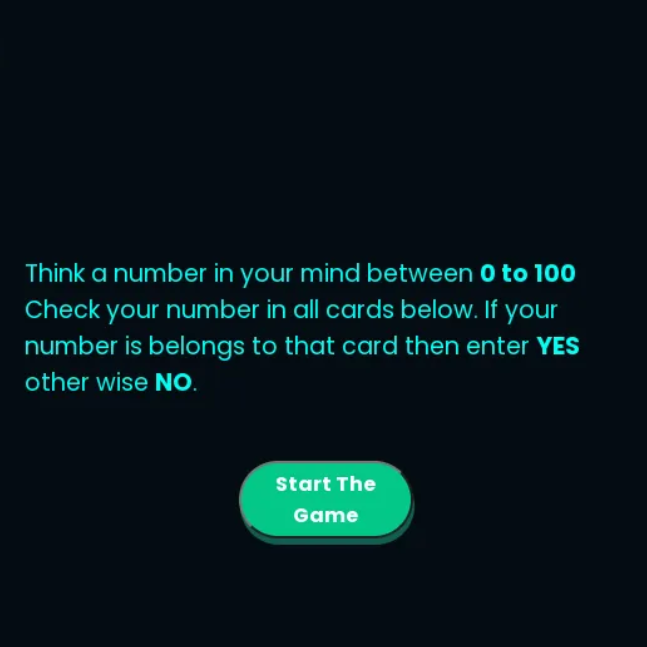 Think a number in your mind between 0 to 100
Check your number in all cards below. If your
number is belongs to that card then enter YES
other wise NO.
Start The
Game